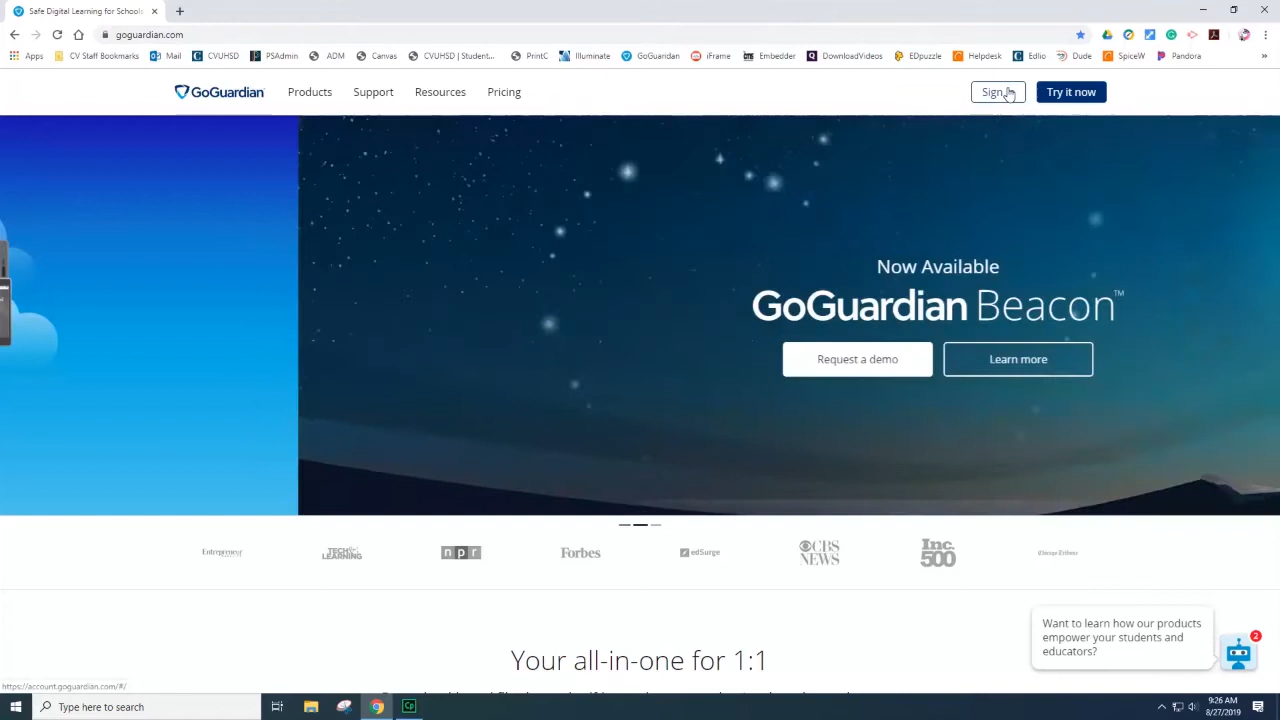 Safe Digital Learning for Schools
goguardian.com
Apps CV Staff Bookmarks Mail CVUHSD PSAdmin ADM Canvas CVUHSD | Student... PrintC Illuminate GoGuardian iFrame Embedder DownloadVideos EDpuzzle Helpdesk Edlio Dude SpiceW Pandora »
GoGuardian Products Support Resources Pricing Sign Try it now
Now Available
GoGuardian Beacon™
Request a demo Learn more
Entrepreneur TECH & LEARNING npr Forbes edSurge CBS NEWS Inc. 500 Chicago Tribune
Want to learn how our products
empower your students and
educators?
2
Your all-in-one for 1:1
https://account.goguardian.com/#/
Type here to search
Cp
9:26 AM
8/27/2019